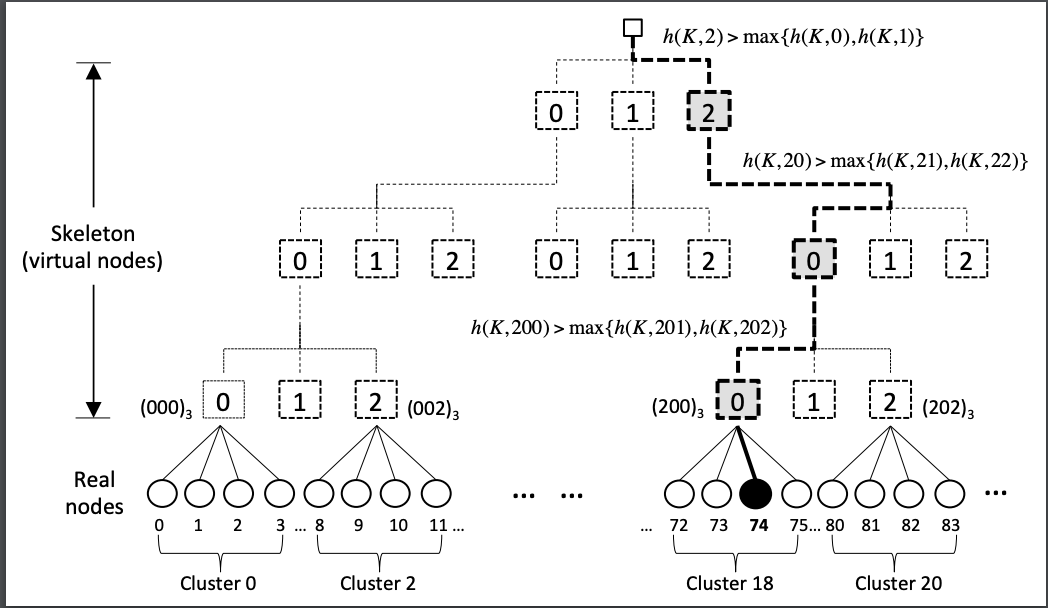 h(K,2) > max{h(K,0),h(K,1)}
0 1 2
h(K,20) > max{h(K,21),h(K,22)}
Skeleton
(virtual nodes)
0 1 2 0 1 2 0 1 2
h(K,200) > max{h(K,201),h(K,202)}
(000)₃ 0 1 2 (002)₃ (200)₃ 0 1 2 (202)₃
Real
nodes
... ... ...
0 1 2 3 ... 8 9 10 11 ... ... 72 73 74 75... 80 81 82 83
Cluster 0 Cluster 2 Cluster 18 Cluster 20